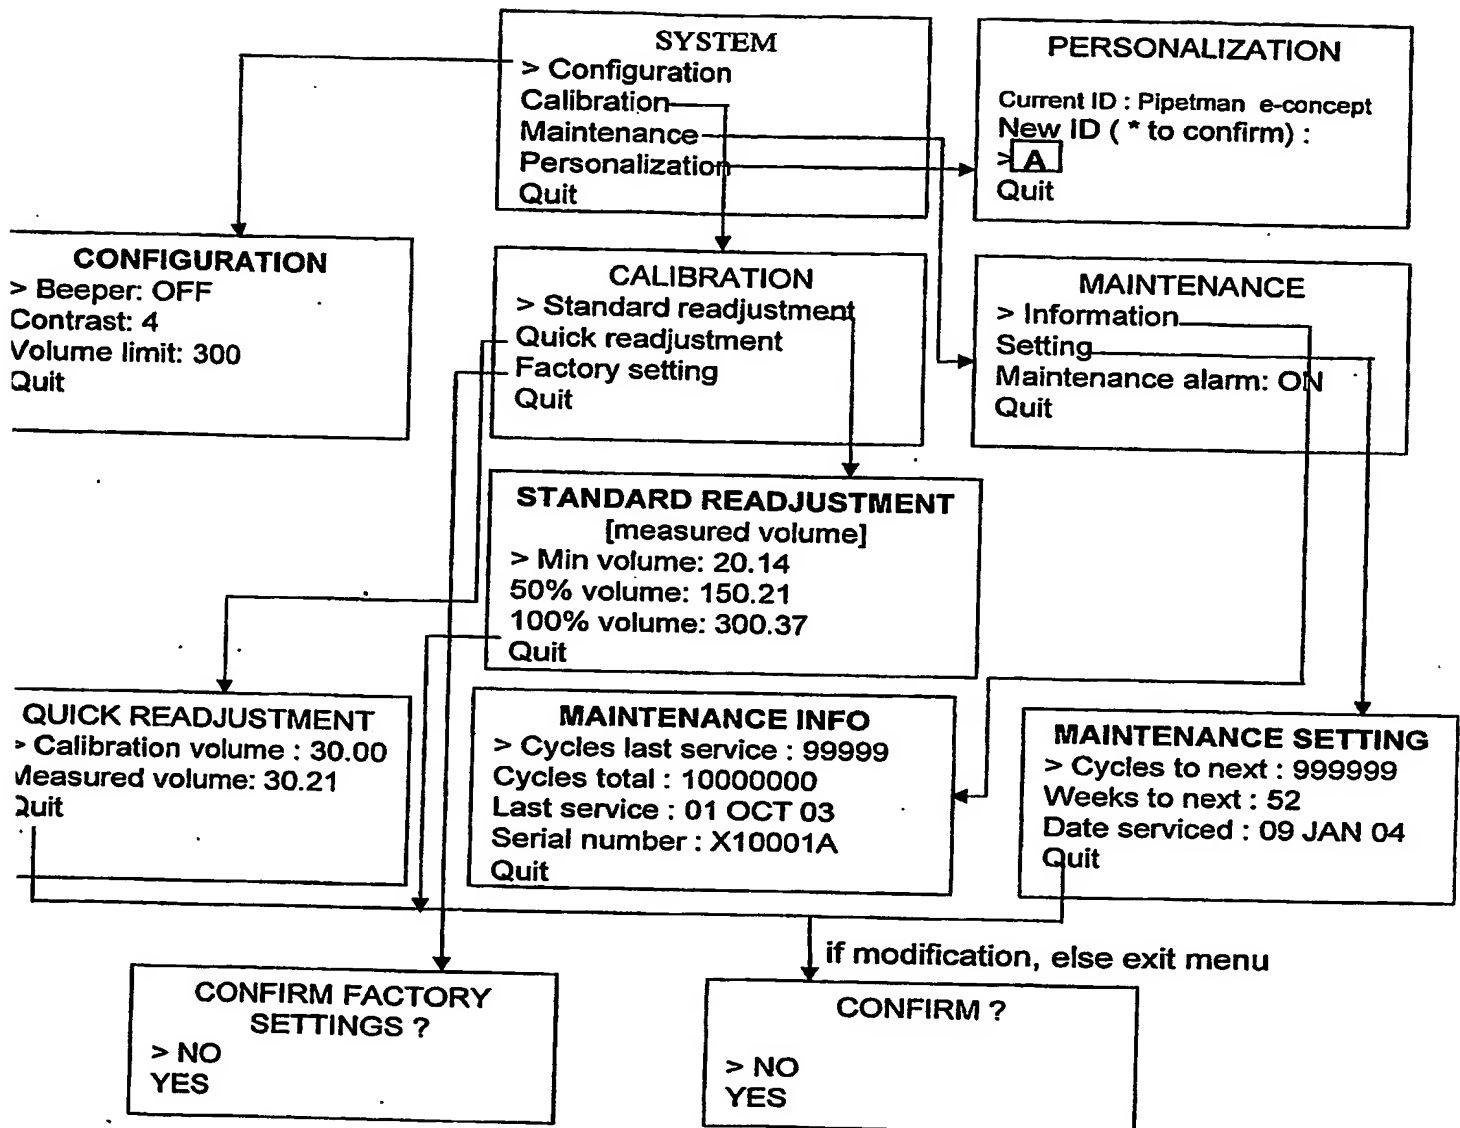 SYSTEM
> Configuration
Calibration
Maintenance
Personalization
Quit
PERSONALIZATION
Current ID : Pipetman e-concept
New ID ( * to confirm) :
> A
Quit
CONFIGURATION
> Beeper: OFF
Contrast: 4
Volume limit: 300
Quit
CALIBRATION
> Standard readjustment
Quick readjustment
Factory setting
Quit
MAINTENANCE
> Information
Setting
Maintenance alarm: ON
Quit
STANDARD READJUSTMENT
[measured volume]
> Min volume: 20.14
50% volume: 150.21
100% volume: 300.37
Quit
QUICK READJUSTMENT
> Calibration volume : 30.00
Measured volume: 30.21
Quit
MAINTENANCE INFO
> Cycles last service : 99999
Cycles total : 10000000
Last service : 01 OCT 03
Serial number : X10001A
Quit
MAINTENANCE SETTING
> Cycles to next : 999999
Weeks to next : 52
Date serviced : 09 JAN 04
Quit
if modification, else exit menu
CONFIRM FACTORY
SETTINGS ?
> NO
YES
CONFIRM ?
> NO
YES